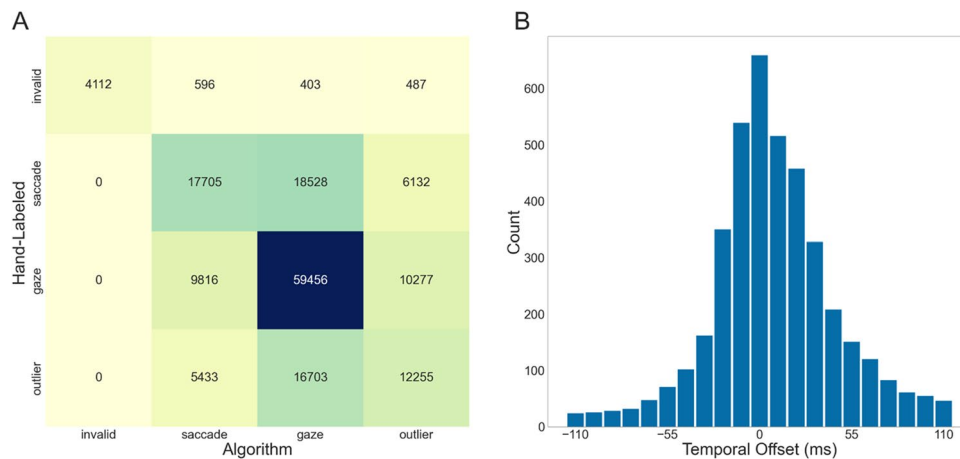 A
Hand-Labeled
invalid
4112 596 403 487
saccade
0 17705 18528 6132
gaze
0 9816 59456 10277
outlier
0 5433 16703 12255
invalid saccade gaze outlier
Algorithm
B
Count
600
500
400
300
200
100
0
−110 −55 0 55 110
Temporal Offset (ms)